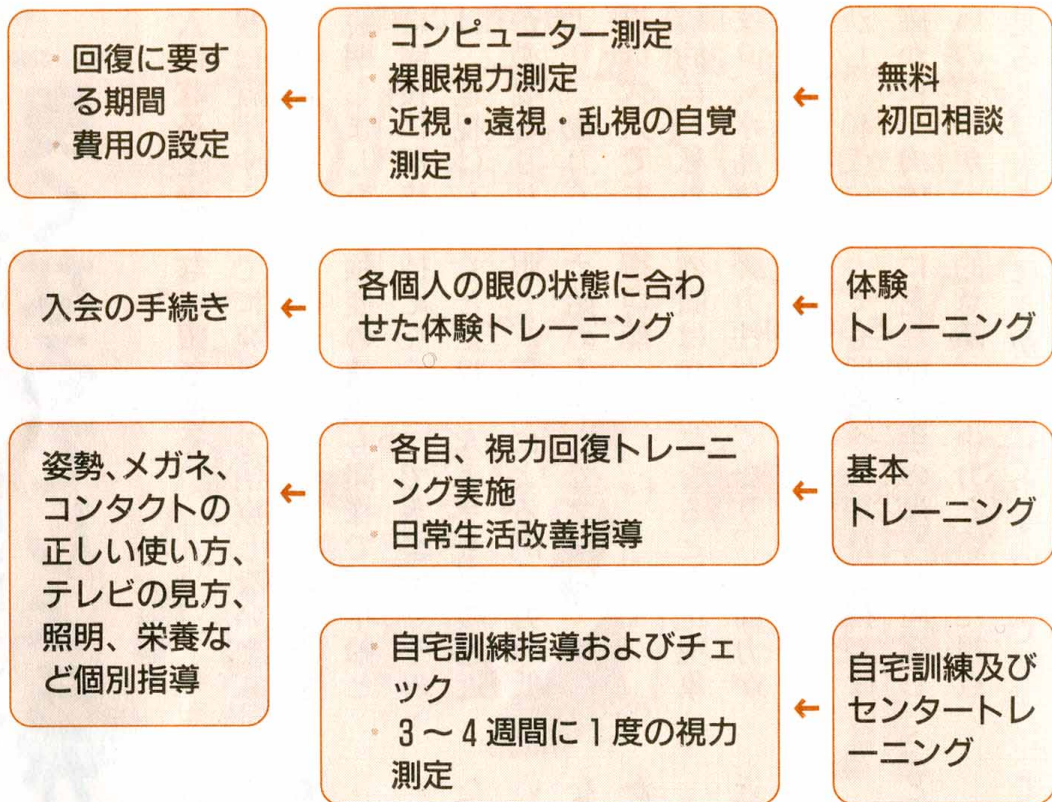 無料
初回相談
←
・コンピューター測定
・裸眼視力測定
・近視・遠視・乱視の自覚
測定
←
・回復に要す
る期間
・費用の設定
体験
トレーニング
←
各個人の眼の状態に合わ
せた体験トレーニング
←
入会の手続き
基本
トレーニング
←
・各自、視力回復トレーニ
ング実施
・日常生活改善指導
←
姿勢、メガネ、
コンタクトの
正しい使い方、
テレビの見方、
照明、栄養な
ど個別指導
自宅訓練及び
センタートレ
ーニング
←
・自宅訓練指導およびチェ
ック
・3～4週間に1度の視力
測定